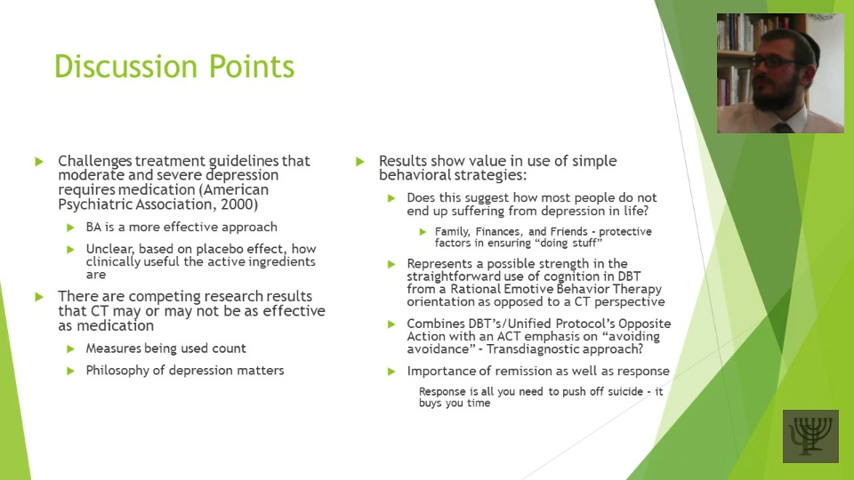 Discussion Points
Challenges treatment guidelines that
moderate and severe depression
requires medication (American
Psychiatric Association, 2000)
BA is a more effective approach
Unclear, based on placebo effect, how
clinically useful the active ingredients
are
There are competing research results
that CT may or may not be as effective
as medication
Measures being used count
Philosophy of depression matters
Results show value in use of simple
behavioral strategies:
Does this suggest how most people do not
end up suffering from depression in life?
Family, Finances, and Friends - protective
factors in ensuring “doing stuff”
Represents a possible strength in the
straightforward use of cognition in DBT
from a Rational Emotive Behavior Therapy
orientation as opposed to a CT perspective
Combines DBT’s/Unified Protocol’s Opposite
Action with an ACT emphasis on “avoiding
avoidance” - Transdiagnostic approach?
Importance of remission as well as response
Response is all you need to push off suicide - it
buys you time